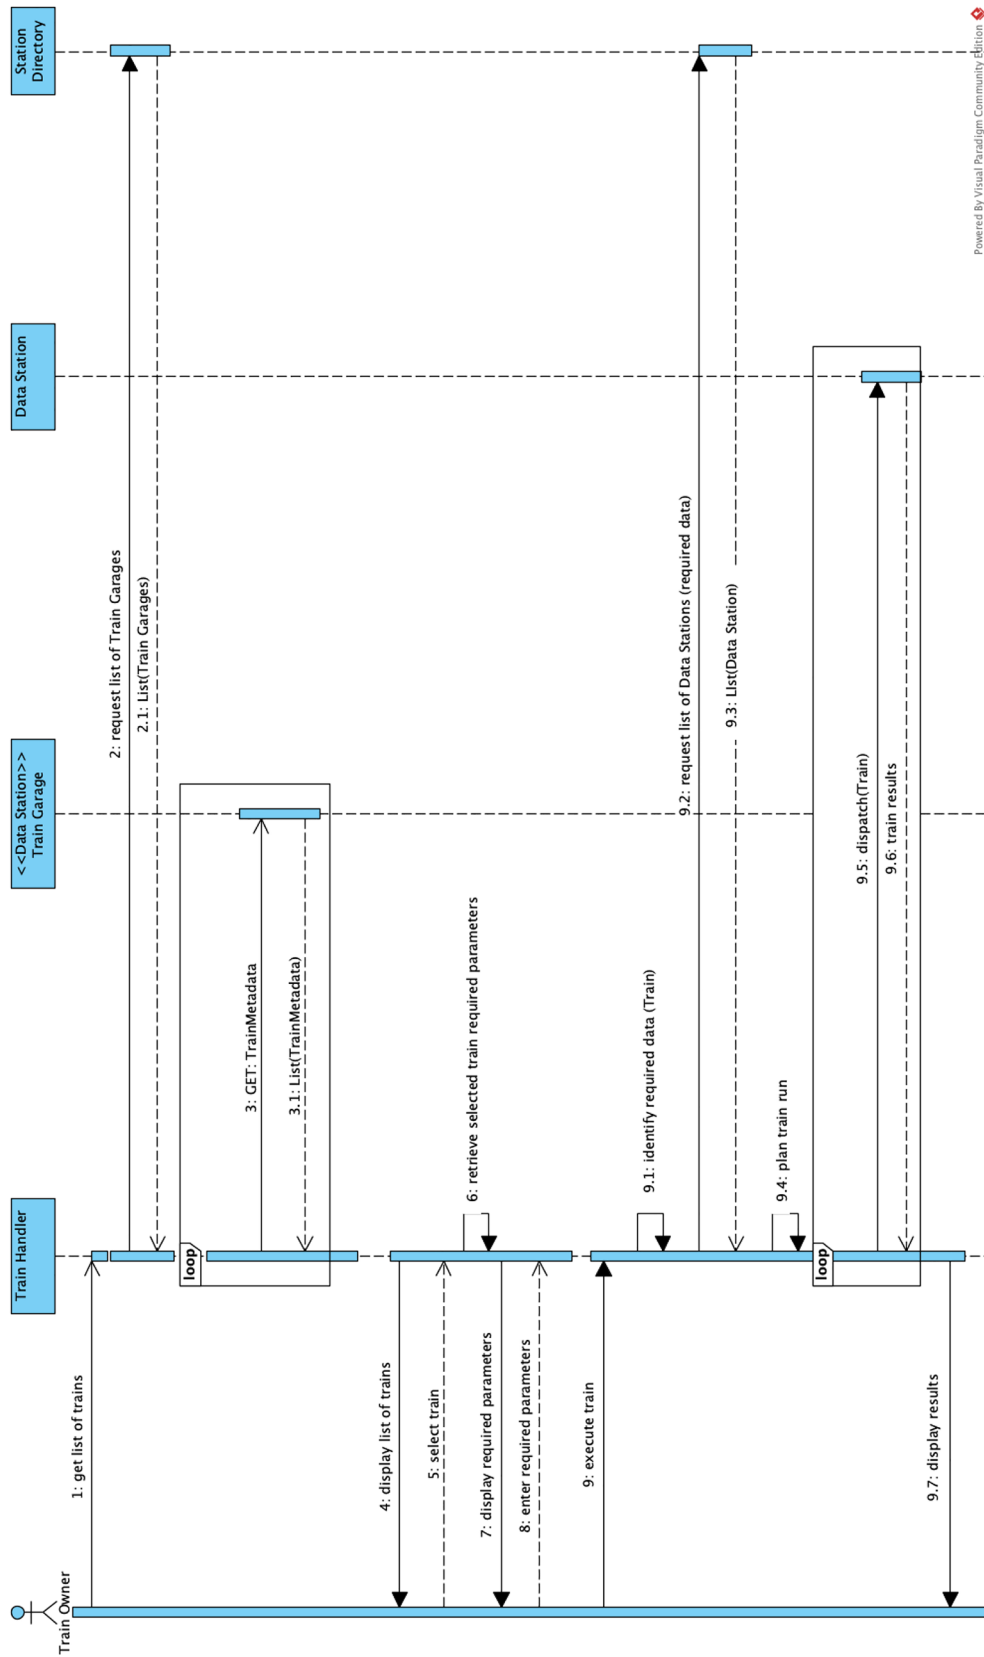 Train Owner
Train Handler
<<Data Station>>
Train Garage
Data Station
Station
Directory
1: get list of trains
2: request list of Train Garages
2.1: List(Train Garages)
loop
3: GET: TrainMetadata
3.1: List(TrainMetadata)
4: display list of trains
5: select train
6: retrieve selected train required parameters
7: display required parameters
8: enter required parameters
9: execute train
9.1: identify required data (Train)
9.2: request list of Data Stations (required data)
9.3: LIst(Data Station)
9.4: plan train run
loop
9.5: dispatch(Train)
9.6: train results
9.7: display results
Powered By Visual Paradigm Community Edition